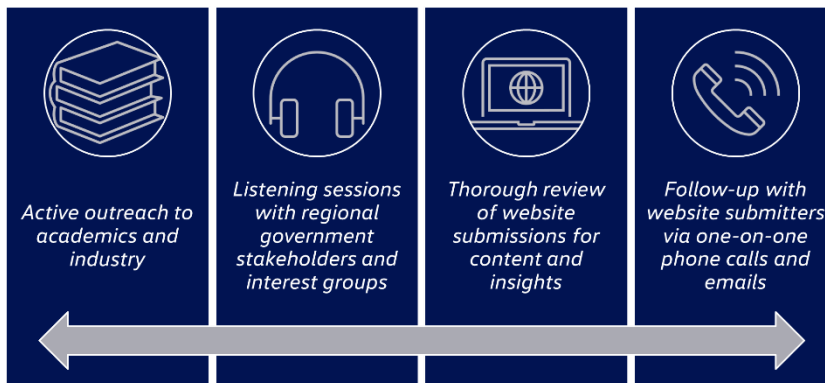 Active outreach to
academics and
industry
Listening sessions
with regional
government
stakeholders and
interest groups
Thorough review
of website
submissions for
content and
insights
Follow-up with
website submitters
via one-on-one
phone calls and
emails